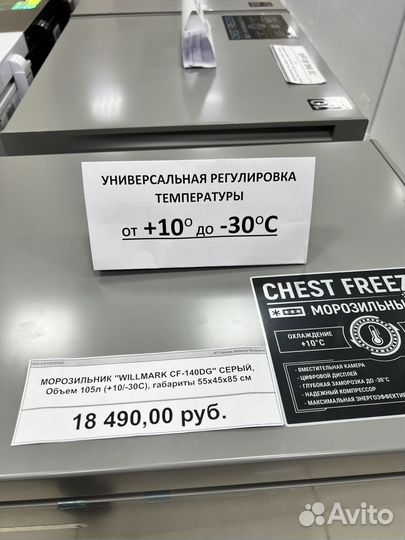 УНИВЕРСАЛЬНАЯ РЕГУЛИРОВКА
ТЕМПЕРАТУРЫ
от +10° до -30°С
CHEST FREEZ
МОРОЗИЛЬНЫ
ОХЛАЖДЕНИЕ
+10°С
- ВМЕСТИТЕЛЬНАЯ КАМЕРА
- ЦИФРОВОЙ ДИСПЛЕЙ
- ГЛУБОКАЯ ЗАМОРОЗКА ДО -30°С
- НАДЕЖНЫЙ КОМПРЕССОР
- МАКСИМАЛЬНАЯ ЭНЕРГОЭФФЕКТИВ
МОРОЗИЛЬНИК "WILLMARK CF-140DG" СЕРЫЙ,
Объем 105л (+10/-30С), габариты 55х45х85 см
18 490,00 руб.
Avito